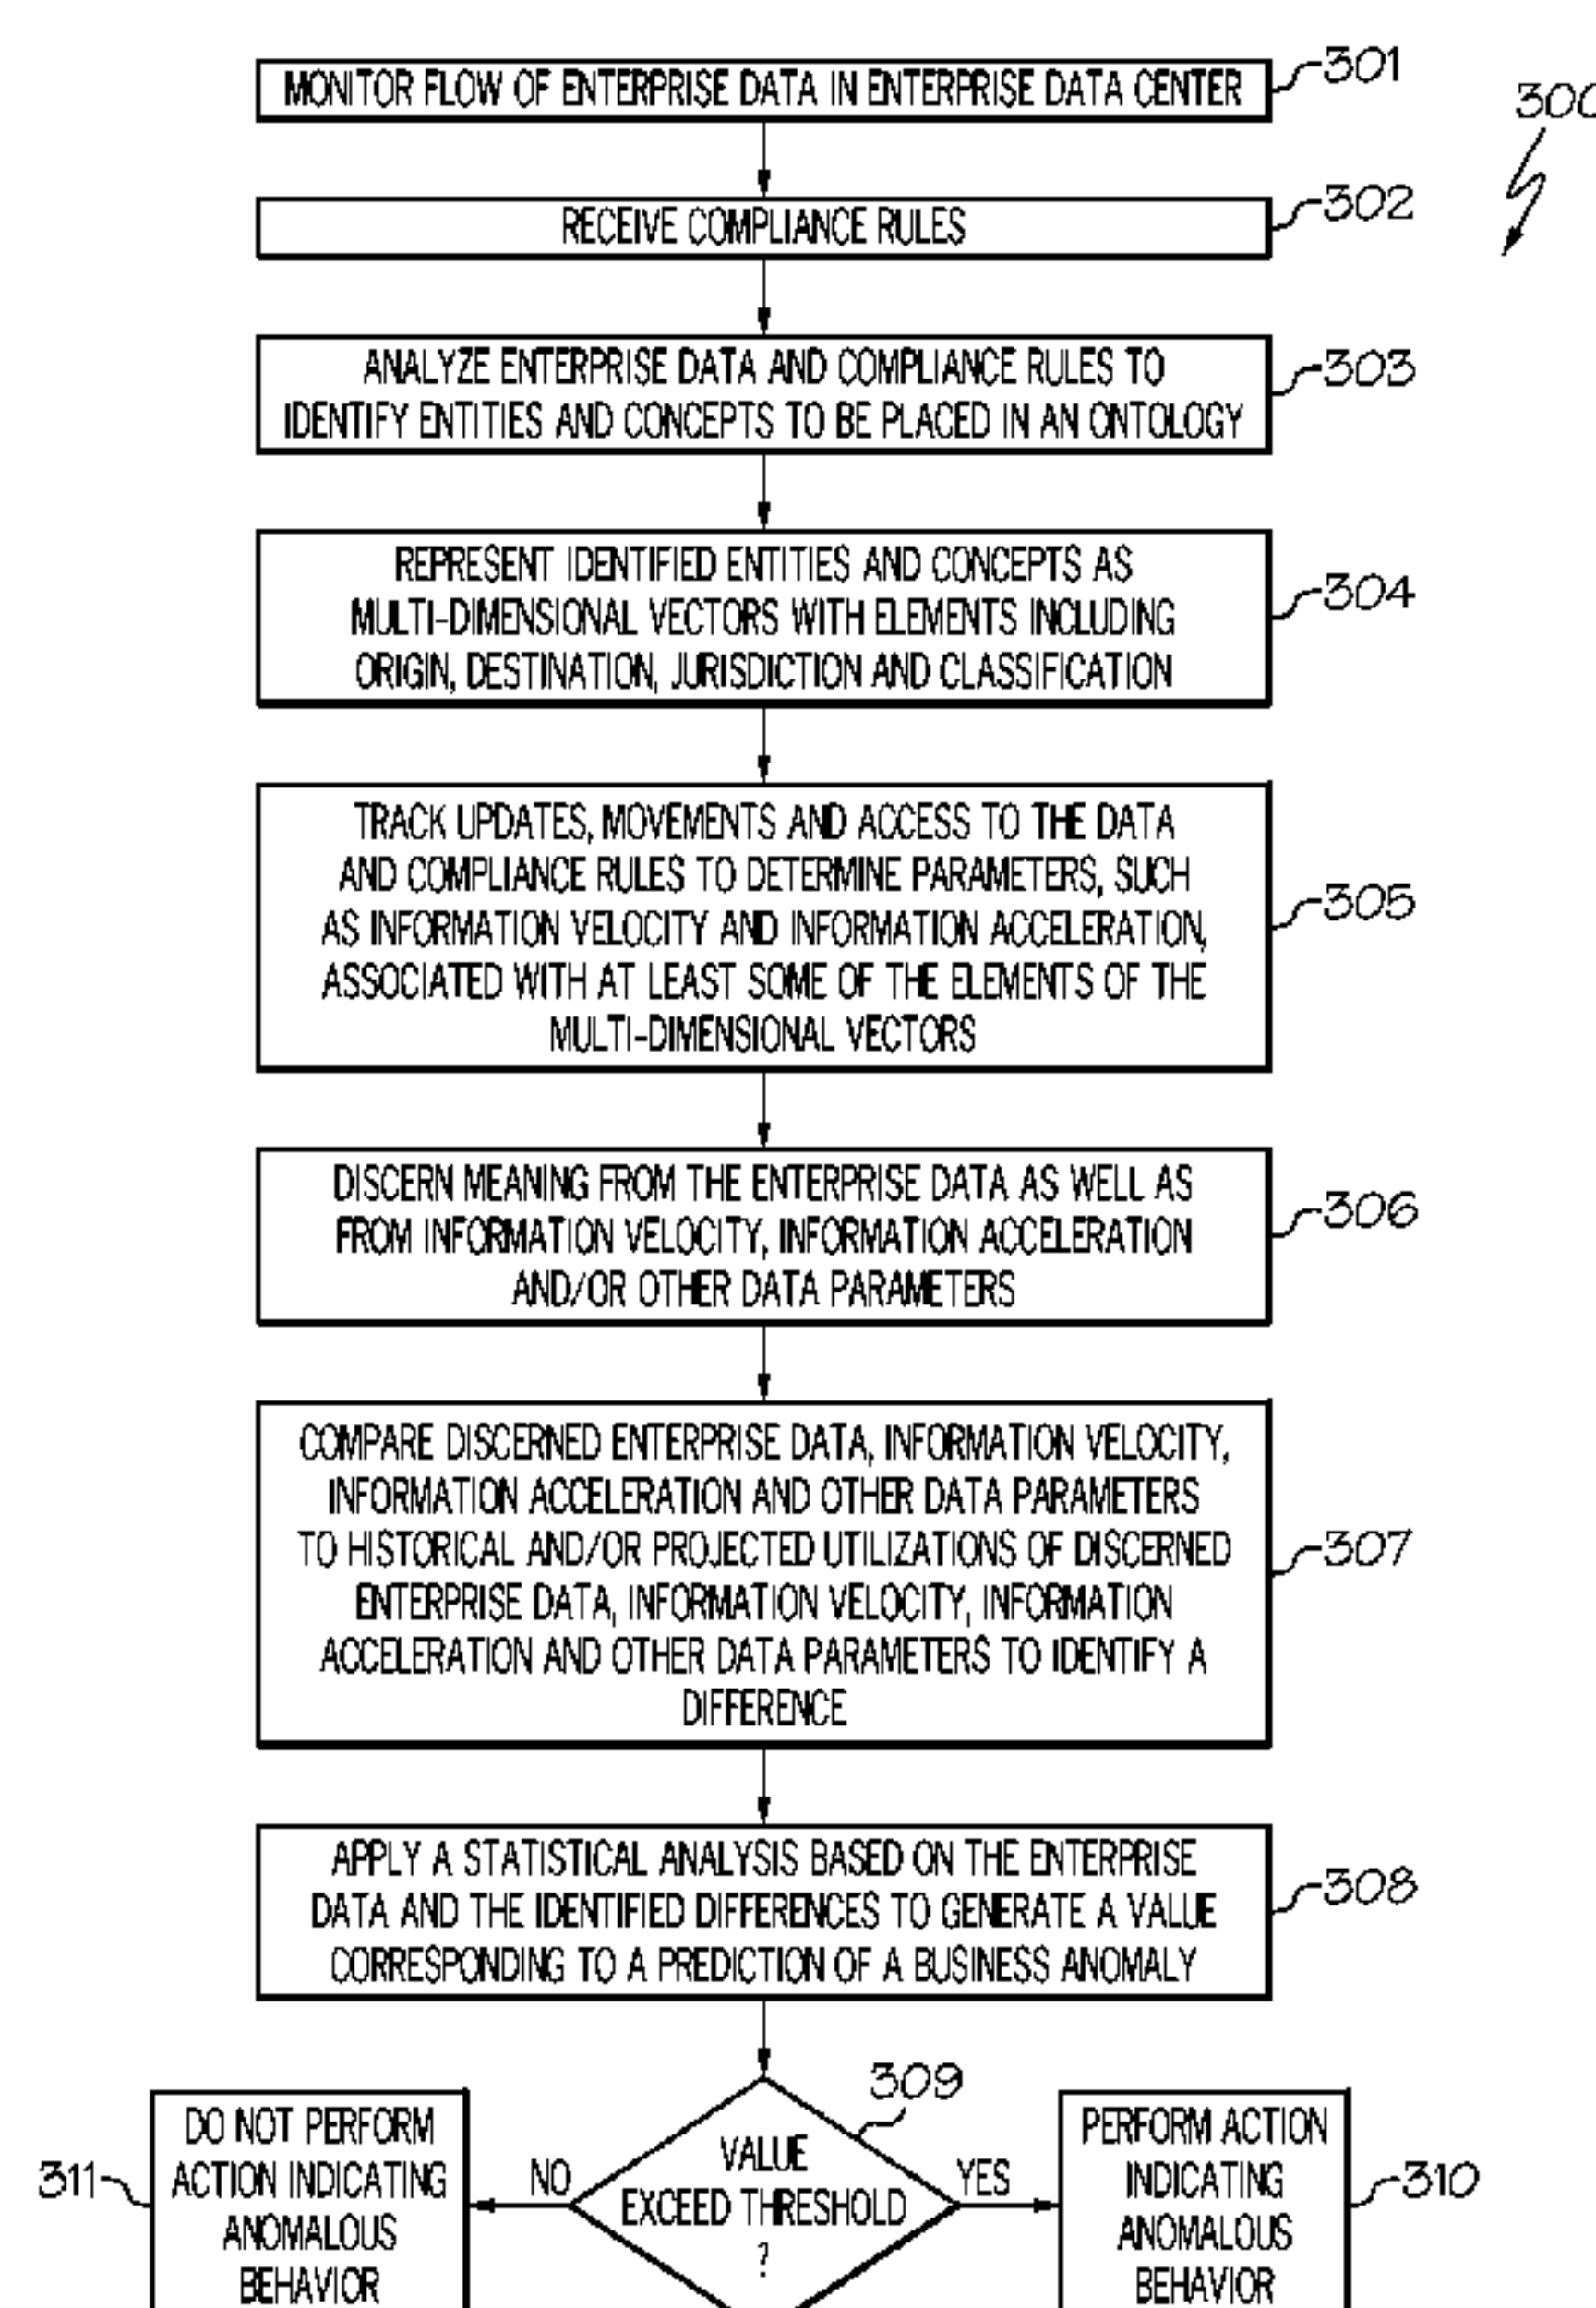 MONITOR FLOW OF ENTERPRISE DATA IN ENTERPRISE DATA CENTER
301
300
RECEIVE COMPLIANCE RULES
302
ANALYZE ENTERPRISE DATA AND COMPLIANCE RULES TO
IDENTIFY ENTITIES AND CONCEPTS TO BE PLACED IN AN ONTOLOGY
303
REPRESENT IDENTIFIED ENTITIES AND CONCEPTS AS
MULTI-DIMENSIONAL VECTORS WITH ELEMENTS INCLUDING
ORIGIN, DESTINATION, JURISDICTION AND CLASSIFICATION
304
TRACK UPDATES, MOVEMENTS AND ACCESS TO THE DATA
AND COMPLIANCE RULES TO DETERMINE PARAMETERS, SUCH
AS INFORMATION VELOCITY AND INFORMATION ACCELERATION,
ASSOCIATED WITH AT LEAST SOME OF THE ELEMENTS OF THE
MULTI-DIMENSIONAL VECTORS
305
DISCERN MEANING FROM THE ENTERPRISE DATA AS WELL AS
FROM INFORMATION VELOCITY, INFORMATION ACCELERATION
AND/OR OTHER DATA PARAMETERS
306
COMPARE DISCERNED ENTERPRISE DATA, INFORMATION VELOCITY,
INFORMATION ACCELERATION AND OTHER DATA PARAMETERS
TO HISTORICAL AND/OR PROJECTED UTILIZATIONS OF DISCERNED
ENTERPRISE DATA, INFORMATION VELOCITY, INFORMATION
ACCELERATION AND OTHER DATA PARAMETERS TO IDENTIFY A
DIFFERENCE
307
APPLY A STATISTICAL ANALYSIS BASED ON THE ENTERPRISE
DATA AND THE IDENTIFIED DIFFERENCES TO GENERATE A VALUE
CORRESPONDING TO A PREDICTION OF A BUSINESS ANOMALY
308
309
VALUE
EXCEED THRESHOLD
?
NO
YES
311
DO NOT PERFORM
ACTION INDICATING
ANOMALOUS
BEHAVIOR
PERFORM ACTION
INDICATING
ANOMALOUS
BEHAVIOR
310